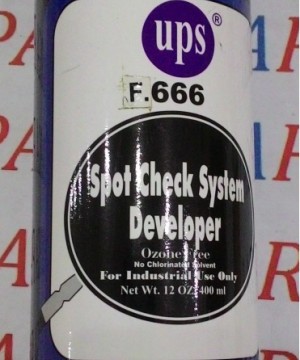 ups
F.666
Spot Check System
Developer
Ozone Free
No Chlorinated Solvent
For Industrial Use Only
Net Wt. 12 OZ/400 ml